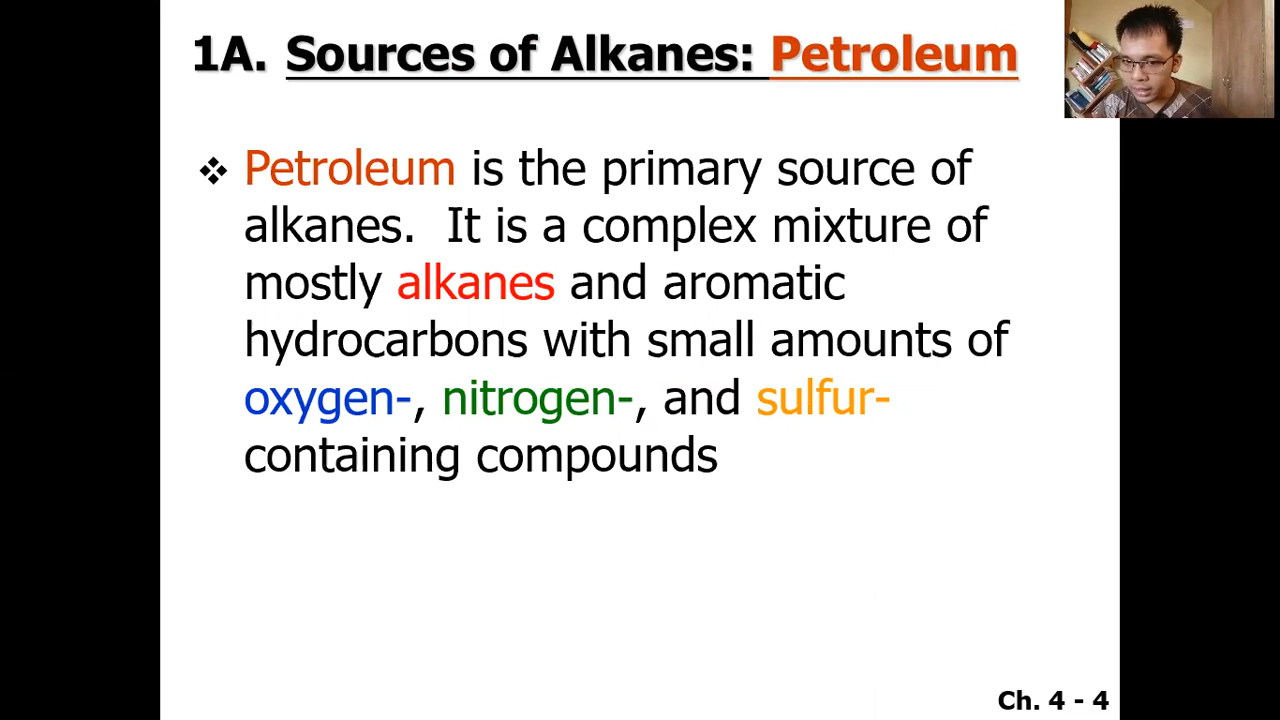 1A. Sources of Alkanes: Petroleum
❖ Petroleum is the primary source of
alkanes. It is a complex mixture of
mostly alkanes and aromatic
hydrocarbons with small amounts of
oxygen-, nitrogen-, and sulfur-
containing compounds
Ch. 4 - 4